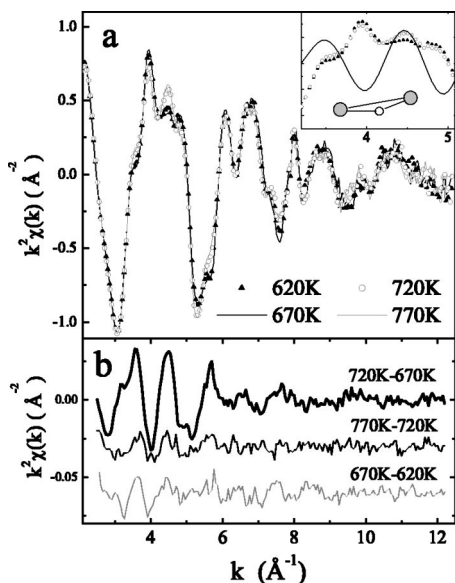 a
k²χ(k) (Å⁻²)
1.0
0.5
0.0
-0.5
-1.0
4 5
620K 720K
670K 770K
b
k²χ(k) (Å⁻²)
0.00
-0.05
720K-670K
770K-720K
670K-620K
4 6 8 10 12
k (Å⁻¹)